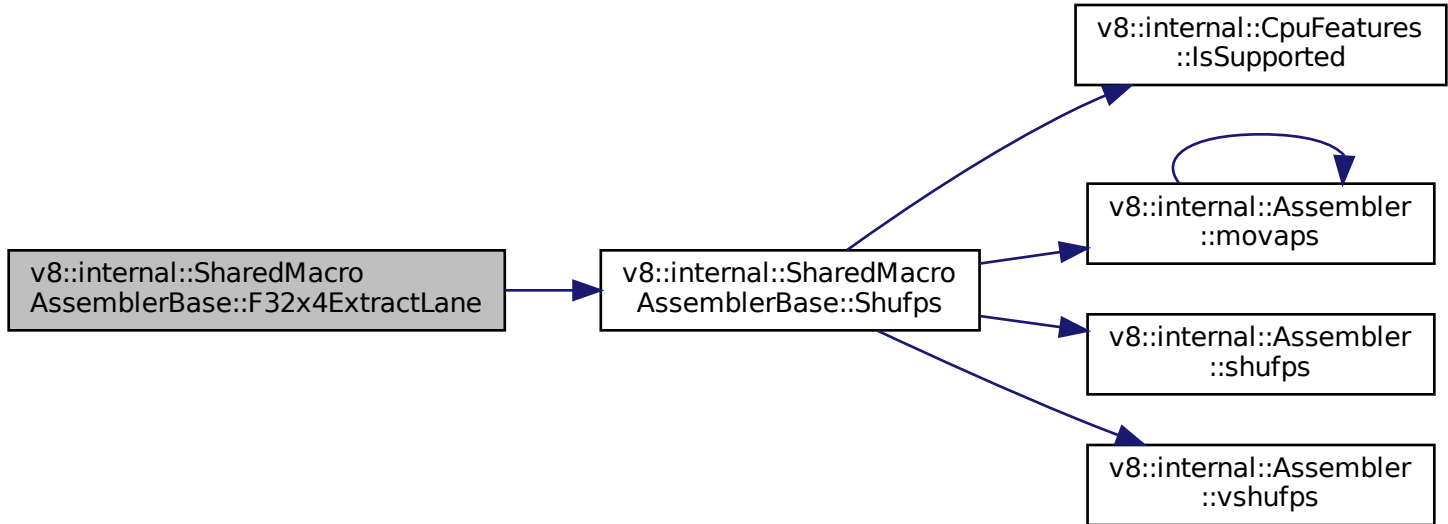 v8::internal::SharedMacro
AssemblerBase::F32x4ExtractLane
v8::internal::SharedMacro
AssemblerBase::Shufps
v8::internal::CpuFeatures
::IsSupported
v8::internal::Assembler
::movaps
v8::internal::Assembler
::shufps
v8::internal::Assembler
::vshufps